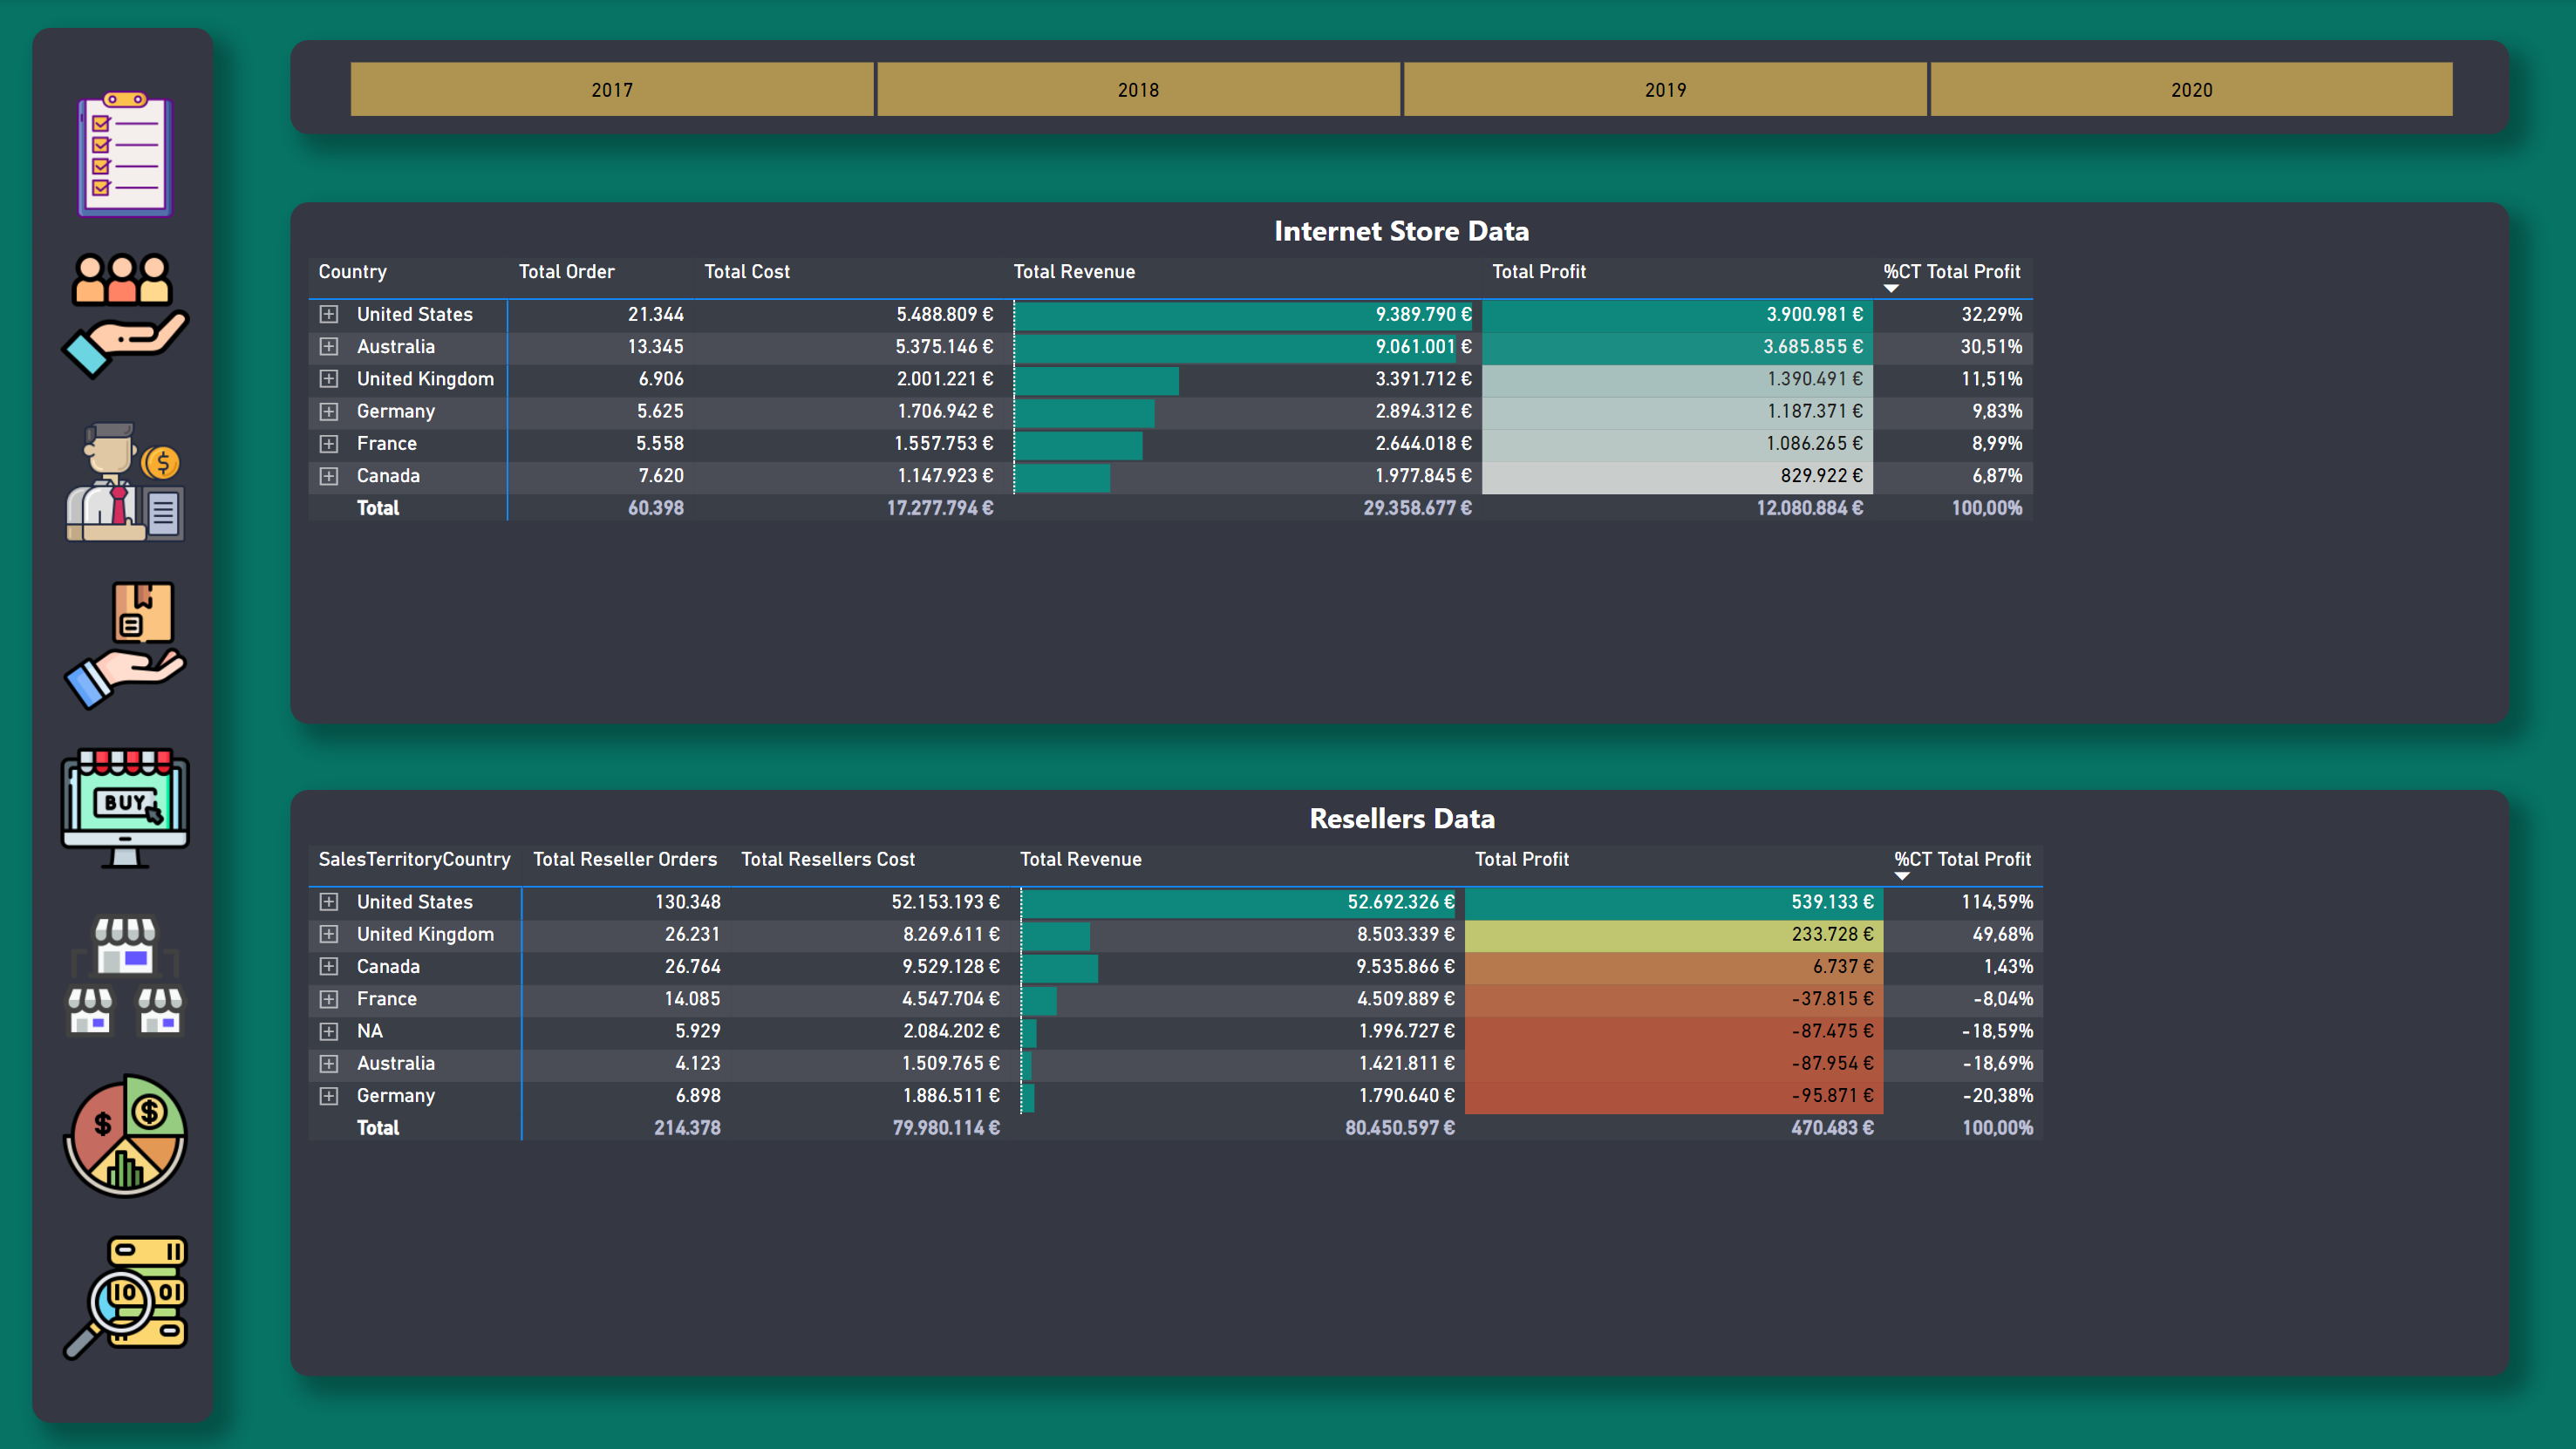 2017 2018 2019 2020
Internet Store Data
Country Total Order Total Cost Total Revenue Total Profit %CT Total Profit
United States 21.344 5.488.809 € 9.389.790 € 3.900.981 € 32,29%
Australia 13.345 5.375.146 € 9.061.001 € 3.685.855 € 30,51%
United Kingdom 6.906 2.001.221 € 3.391.712 € 1.390.491 € 11,51%
Germany 5.625 1.706.942 € 2.894.312 € 1.187.371 € 9,83%
France 5.558 1.557.753 € 2.644.018 € 1.086.265 € 8,99%
Canada 7.620 1.147.923 € 1.977.845 € 829.922 € 6,87%
Total 60.398 17.277.794 € 29.358.677 € 12.080.884 € 100,00%
BUY
Resellers Data
SalesTerritoryCountry Total Reseller Orders Total Resellers Cost Total Revenue Total Profit %CT Total Profit
United States 130.348 52.153.193 € 52.692.326 € 539.133 € 114,59%
United Kingdom 26.231 8.269.611 € 8.503.339 € 233.728 € 49,68%
Canada 26.764 9.529.128 € 9.535.866 € 6.737 € 1,43%
France 14.085 4.547.704 € 4.509.889 € -37.815 € -8,04%
NA 5.929 2.084.202 € 1.996.727 € -87.475 € -18,59%
Australia 4.123 1.509.765 € 1.421.811 € -87.954 € -18,69%
Germany 6.898 1.886.511 € 1.790.640 € -95.871 € -20,38%
Total 214.378 79.980.114 € 80.450.597 € 470.483 € 100,00%
$ $
10 01